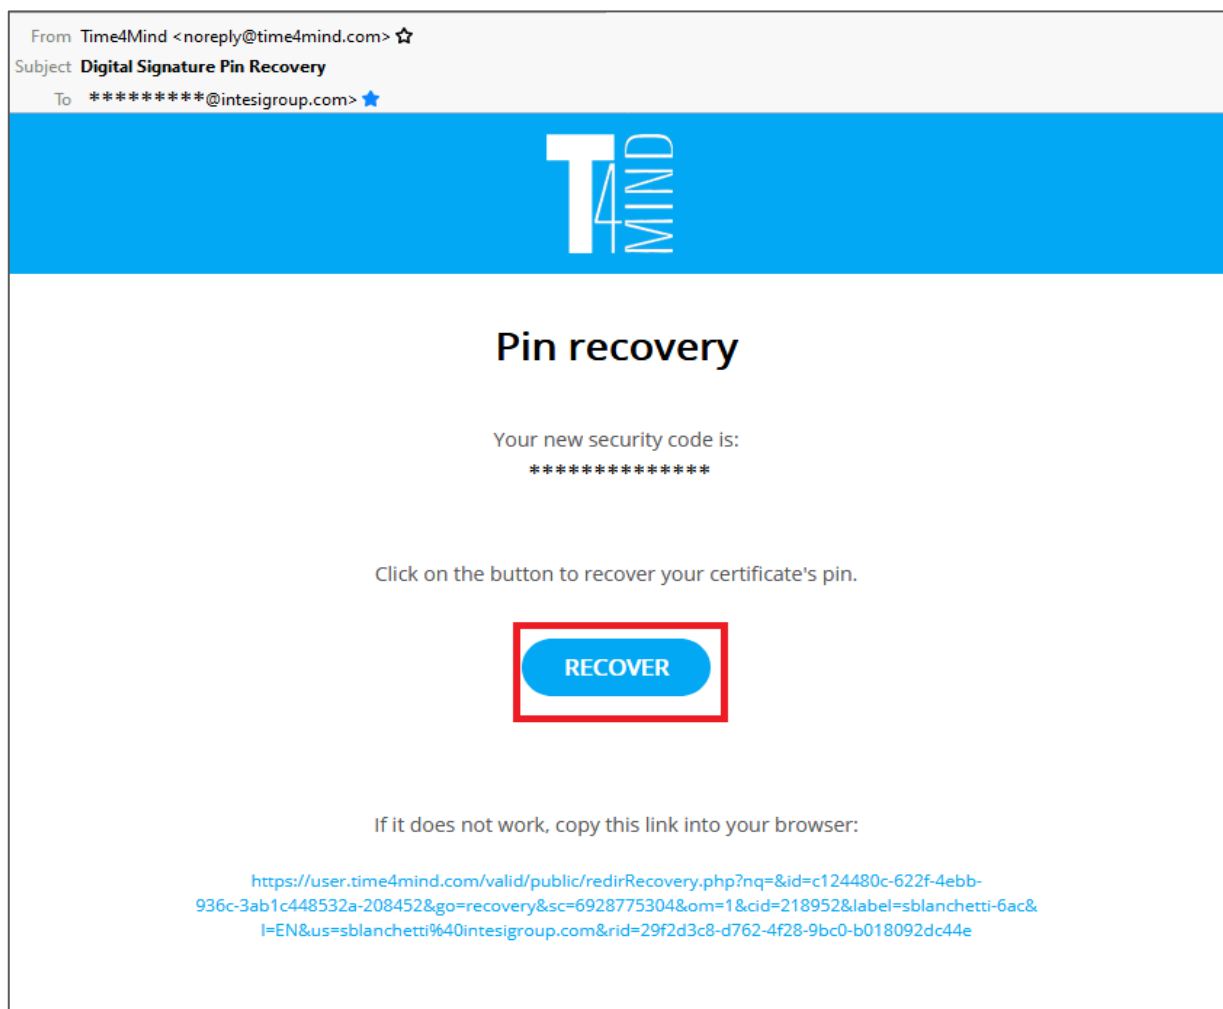 From Time4Mind <noreply@time4mind.com>
Subject Digital Signature Pin Recovery
To *********@intesigroup.com>
T4MIND
Pin recovery
Your new security code is:
**************
Click on the button to recover your certificate's pin.
RECOVER
If it does not work, copy this link into your browser:
https://user.time4mind.com/valid/public/redirRecovery.php?nq=&id=c124480c-622f-4ebb-
936c-3ab1c448532a-208452&go=recovery&sc=6928775304&om=1&cid=218952&label=sblanchetti-6ac&
l=EN&us=sblanchetti%40intesigroup.com&rid=29f2d3c8-d762-4f28-9bc0-b018092dc44e